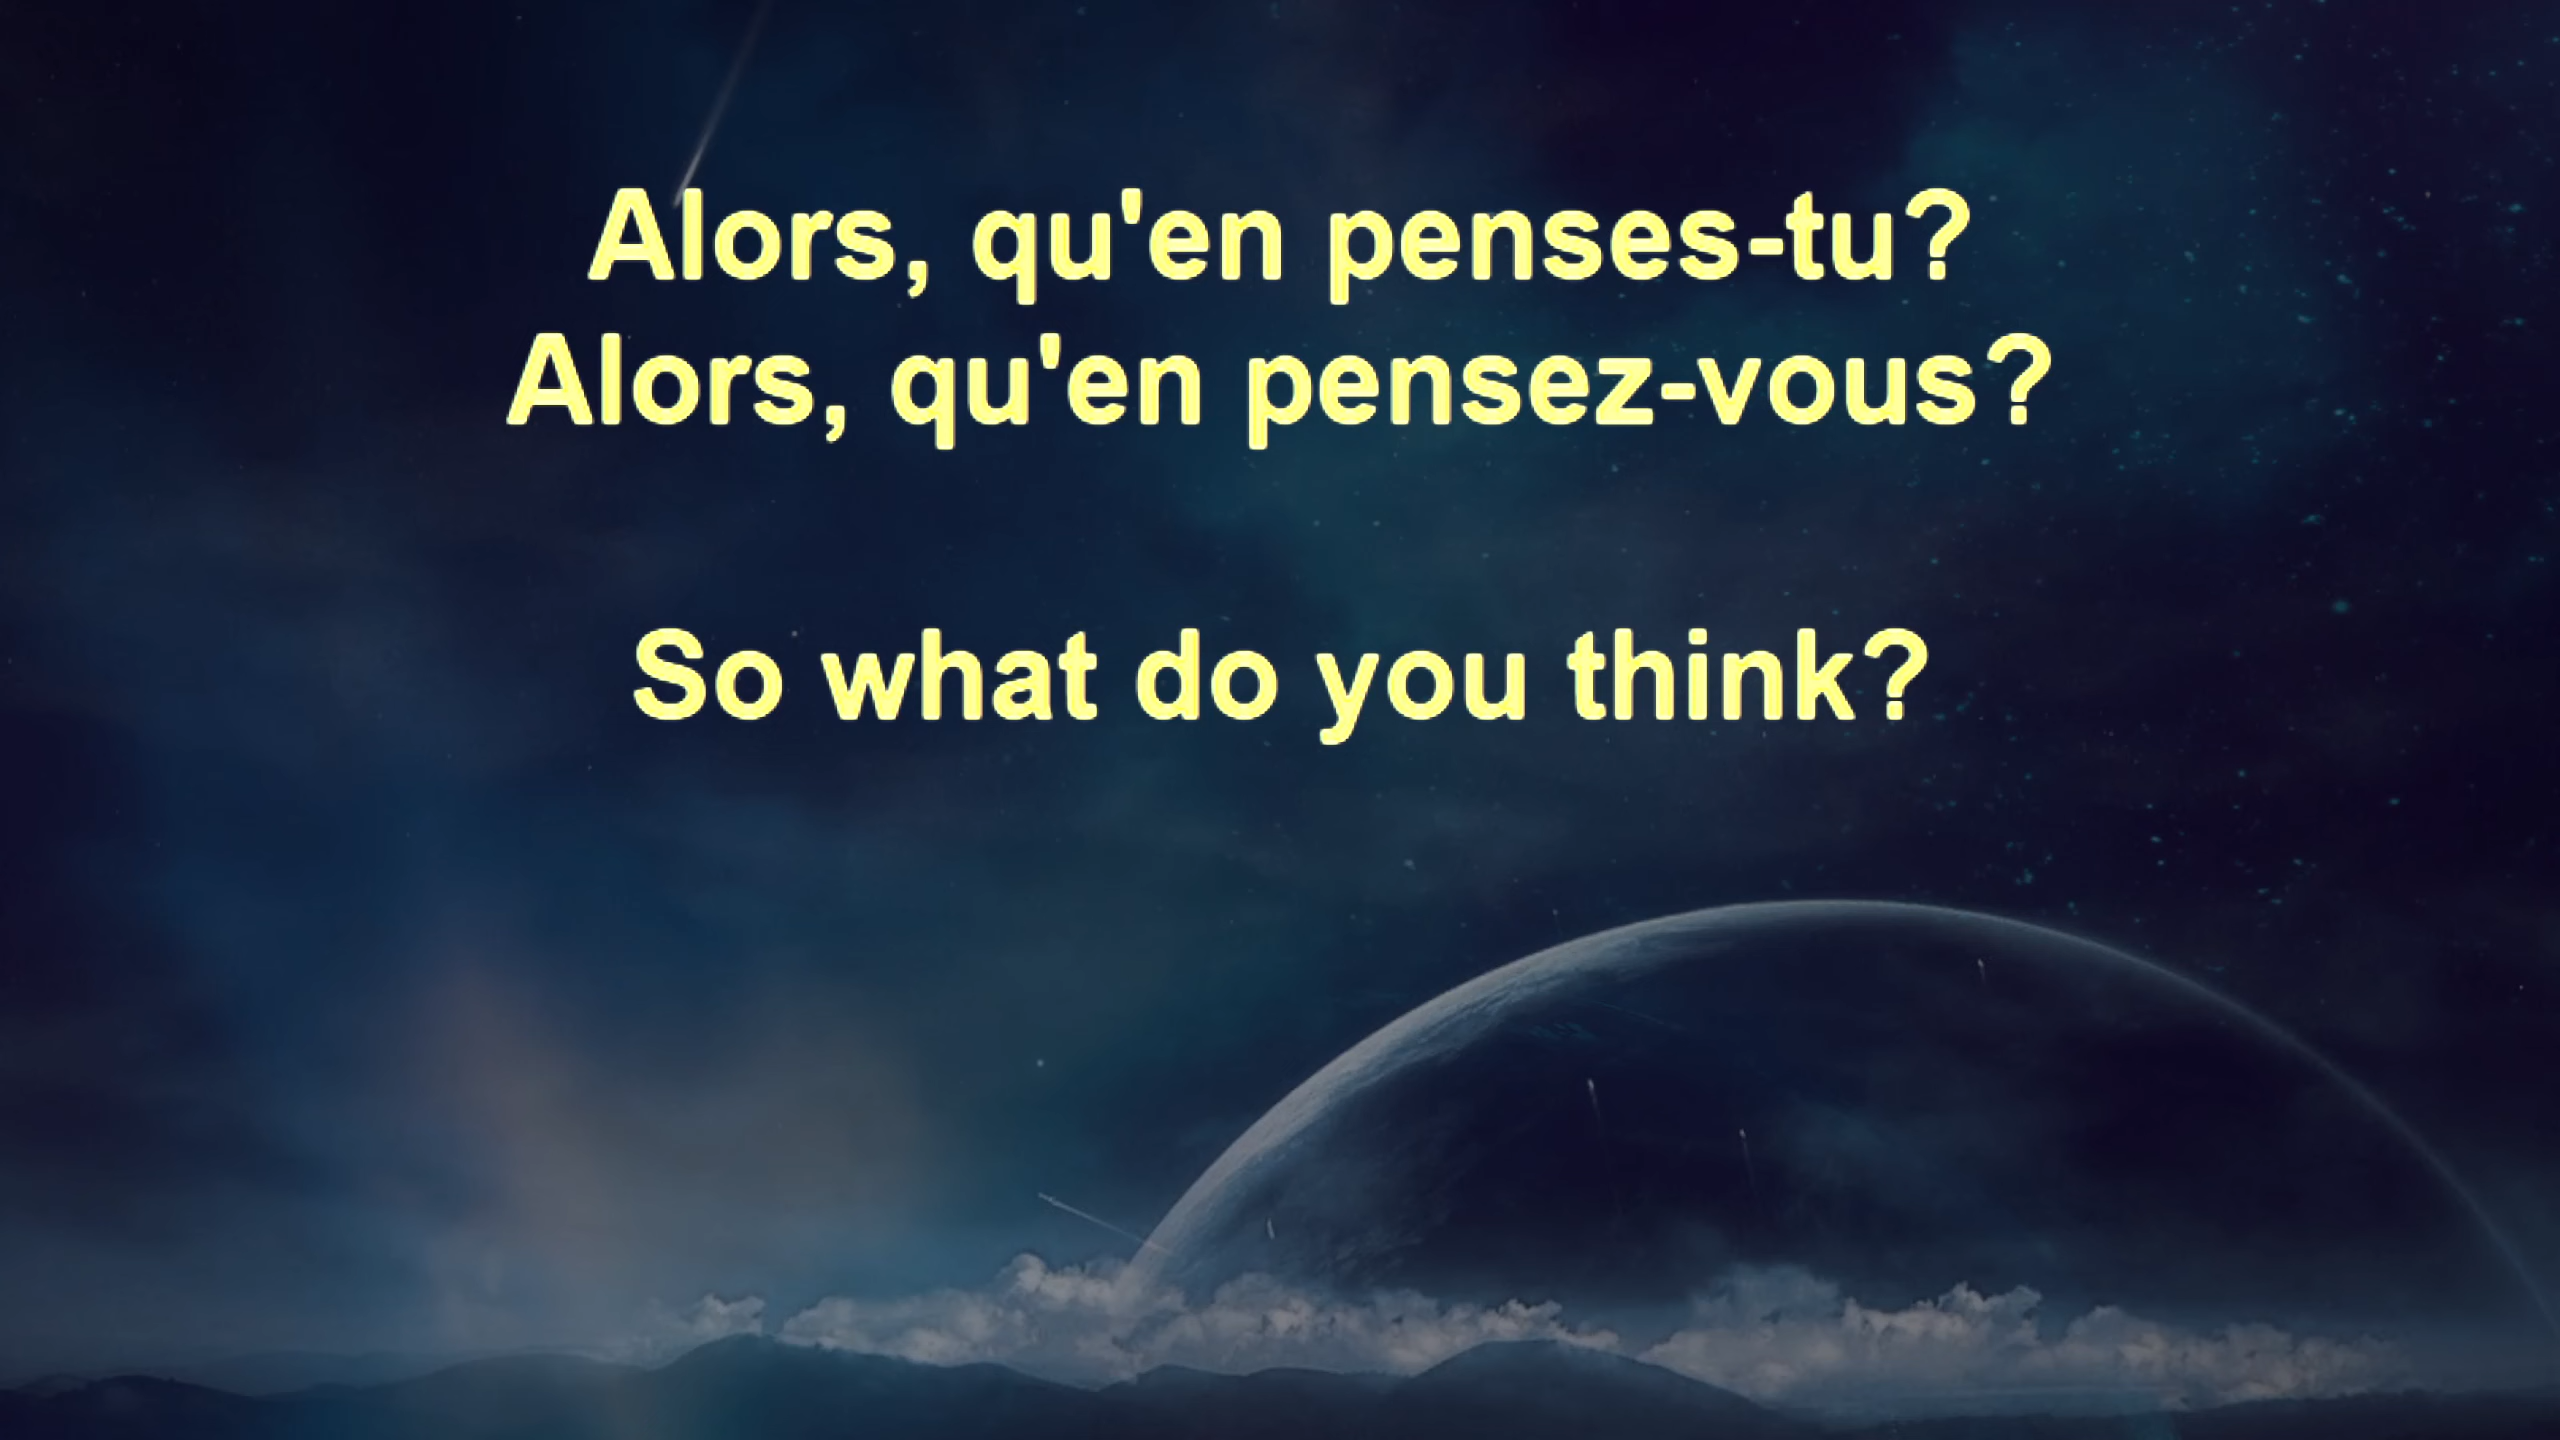 Alors, qu'en penses-tu?
Alors, qu'en pensez-vous?
So what do you think?